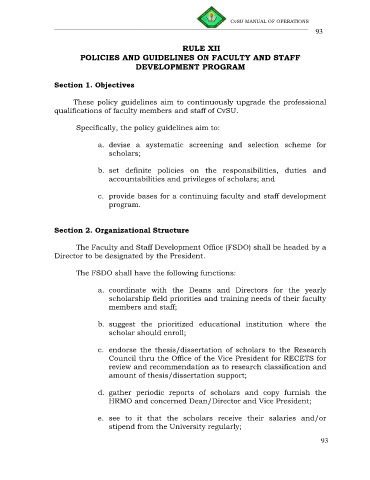 CvSU MANUAL OF OPERATIONS
93
RULE XII
POLICIES AND GUIDELINES ON FACULTY AND STAFF
DEVELOPMENT PROGRAM
Section 1. Objectives
These policy guidelines aim to continuously upgrade the professional
qualifications of faculty members and staff of CvSU.
Specifically, the policy guidelines aim to:
a. devise a systematic screening and selection scheme for
scholars;
b. set definite policies on the responsibilities, duties and
accountabilities and privileges of scholars; and
c. provide bases for a continuing faculty and staff development
program.
Section 2. Organizational Structure
The Faculty and Staff Development Office (FSDO) shall be headed by a
Director to be designated by the President.
The FSDO shall have the following functions:
a. coordinate with the Deans and Directors for the yearly
scholarship field priorities and training needs of their faculty
members and staff;
b. suggest the prioritized educational institution where the
scholar should enroll;
c. endorse the thesis/dissertation of scholars to the Research
Council thru the Office of the Vice President for RECETS for
review and recommendation as to research classification and
amount of thesis/dissertation support;
d. gather periodic reports of scholars and copy furnish the
HRMO and concerned Dean/Director and Vice President;
e. see to it that the scholars receive their salaries and/or
stipend from the University regularly;
93